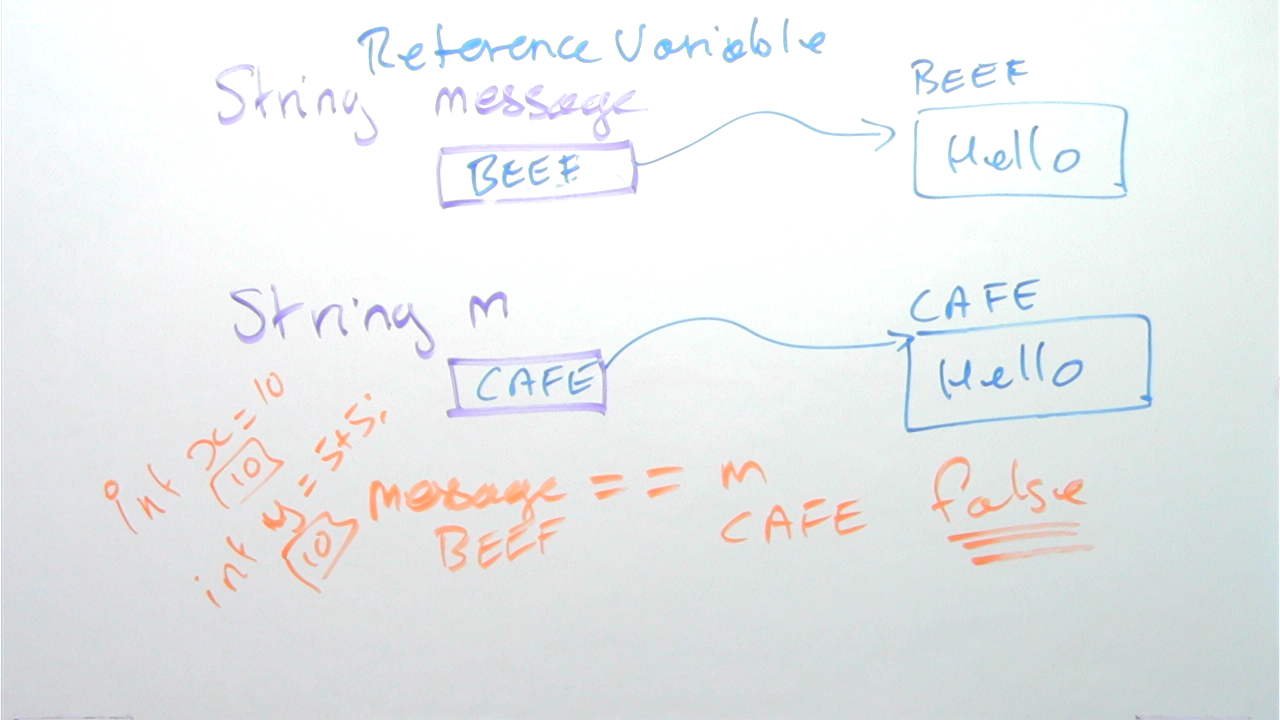 Reference Variable
String message
BEEF
BEEF
Hello
String m
CAFE
CAFE
Hello
int x = 10
10
int y = 5+5;
10
message == m false
BEEF CAFE